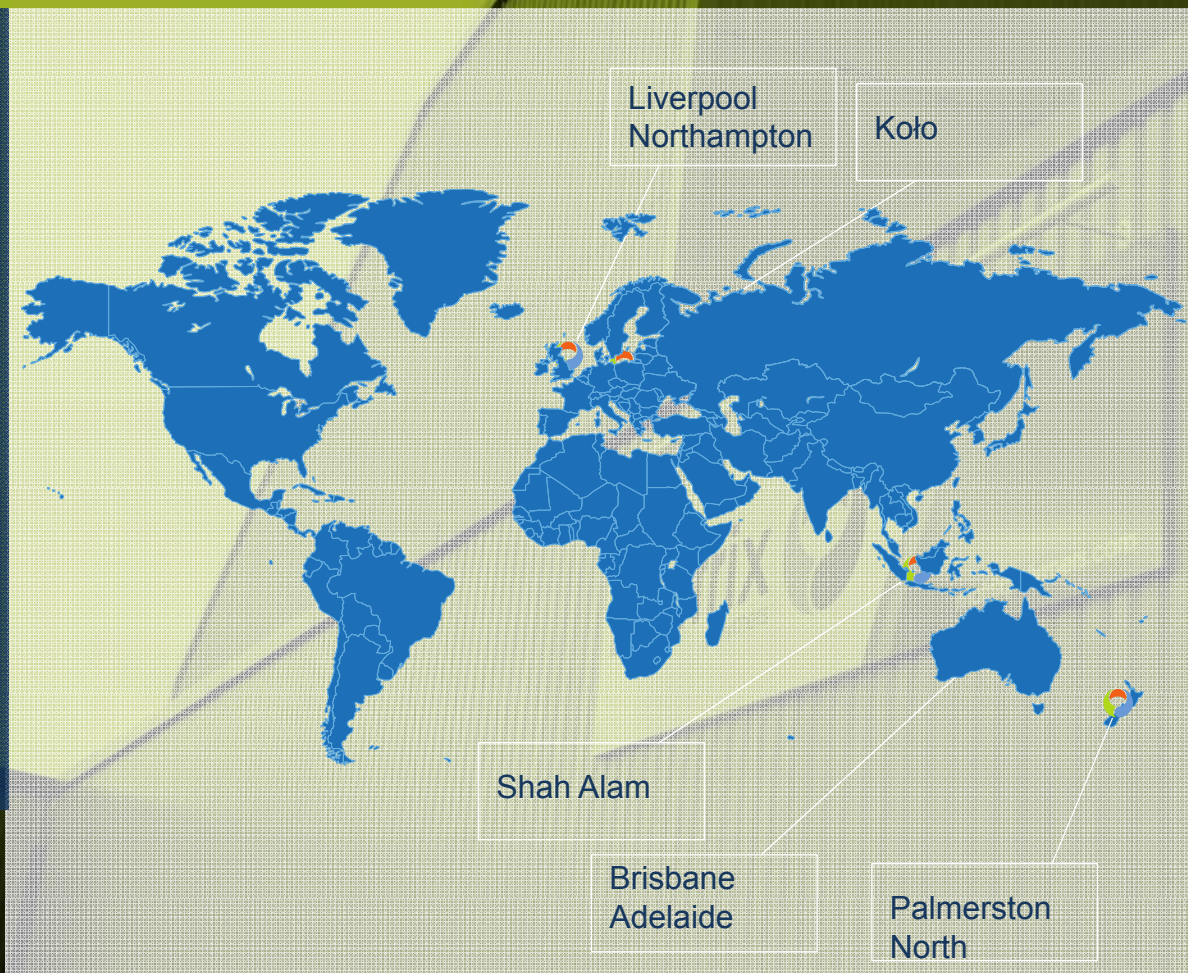 Liverpool
Northampton
Koło
Shah Alam
Brisbane
Adelaide
Palmerston
North